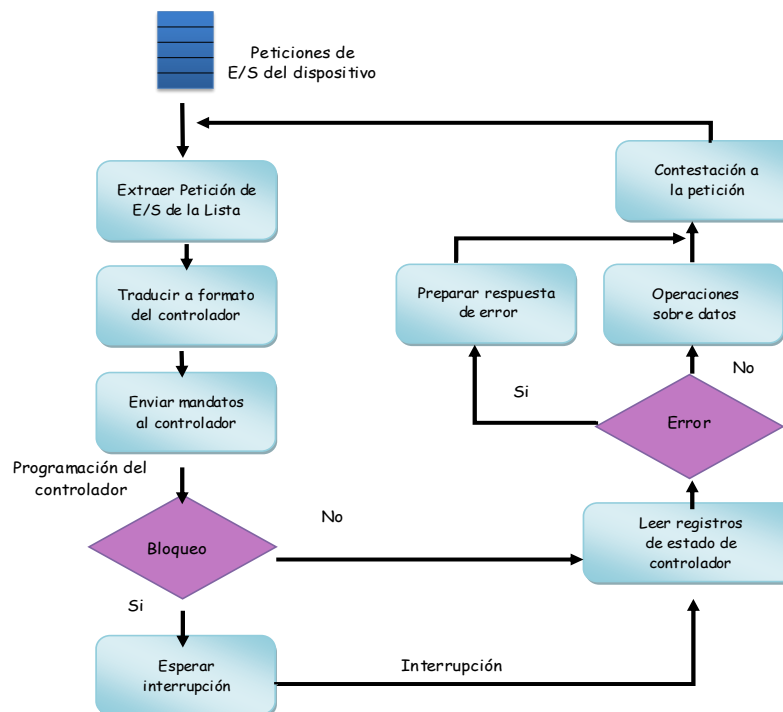 Peticiones de
E/S del dispositivo
Extraer Petición de
E/S de la Lista
Traducir a formato
del controlador
Enviar mandatos
al controlador
Programación del
controlador
Bloqueo
No
Si
Esperar
interrupción
Interrupción
Leer registros
de estado de
controlador
Error
Si
No
Preparar respuesta
de error
Operaciones
sobre datos
Contestación a
la petición